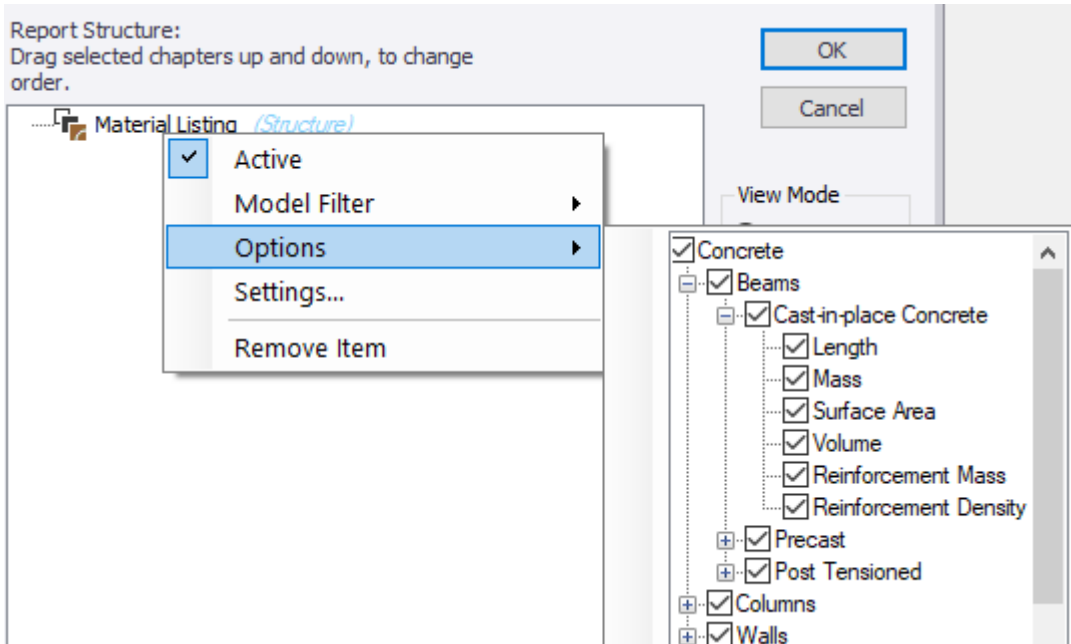 Report Structure:
Drag selected chapters up and down, to change
order.
OK
Cancel
Material Listing (Structure)
Active
Model Filter
Options
Settings...
Remove Item
View Mode
Concrete
Beams
Cast-in-place Concrete
Length
Mass
Surface Area
Volume
Reinforcement Mass
Reinforcement Density
Precast
Post Tensioned
Columns
Walls